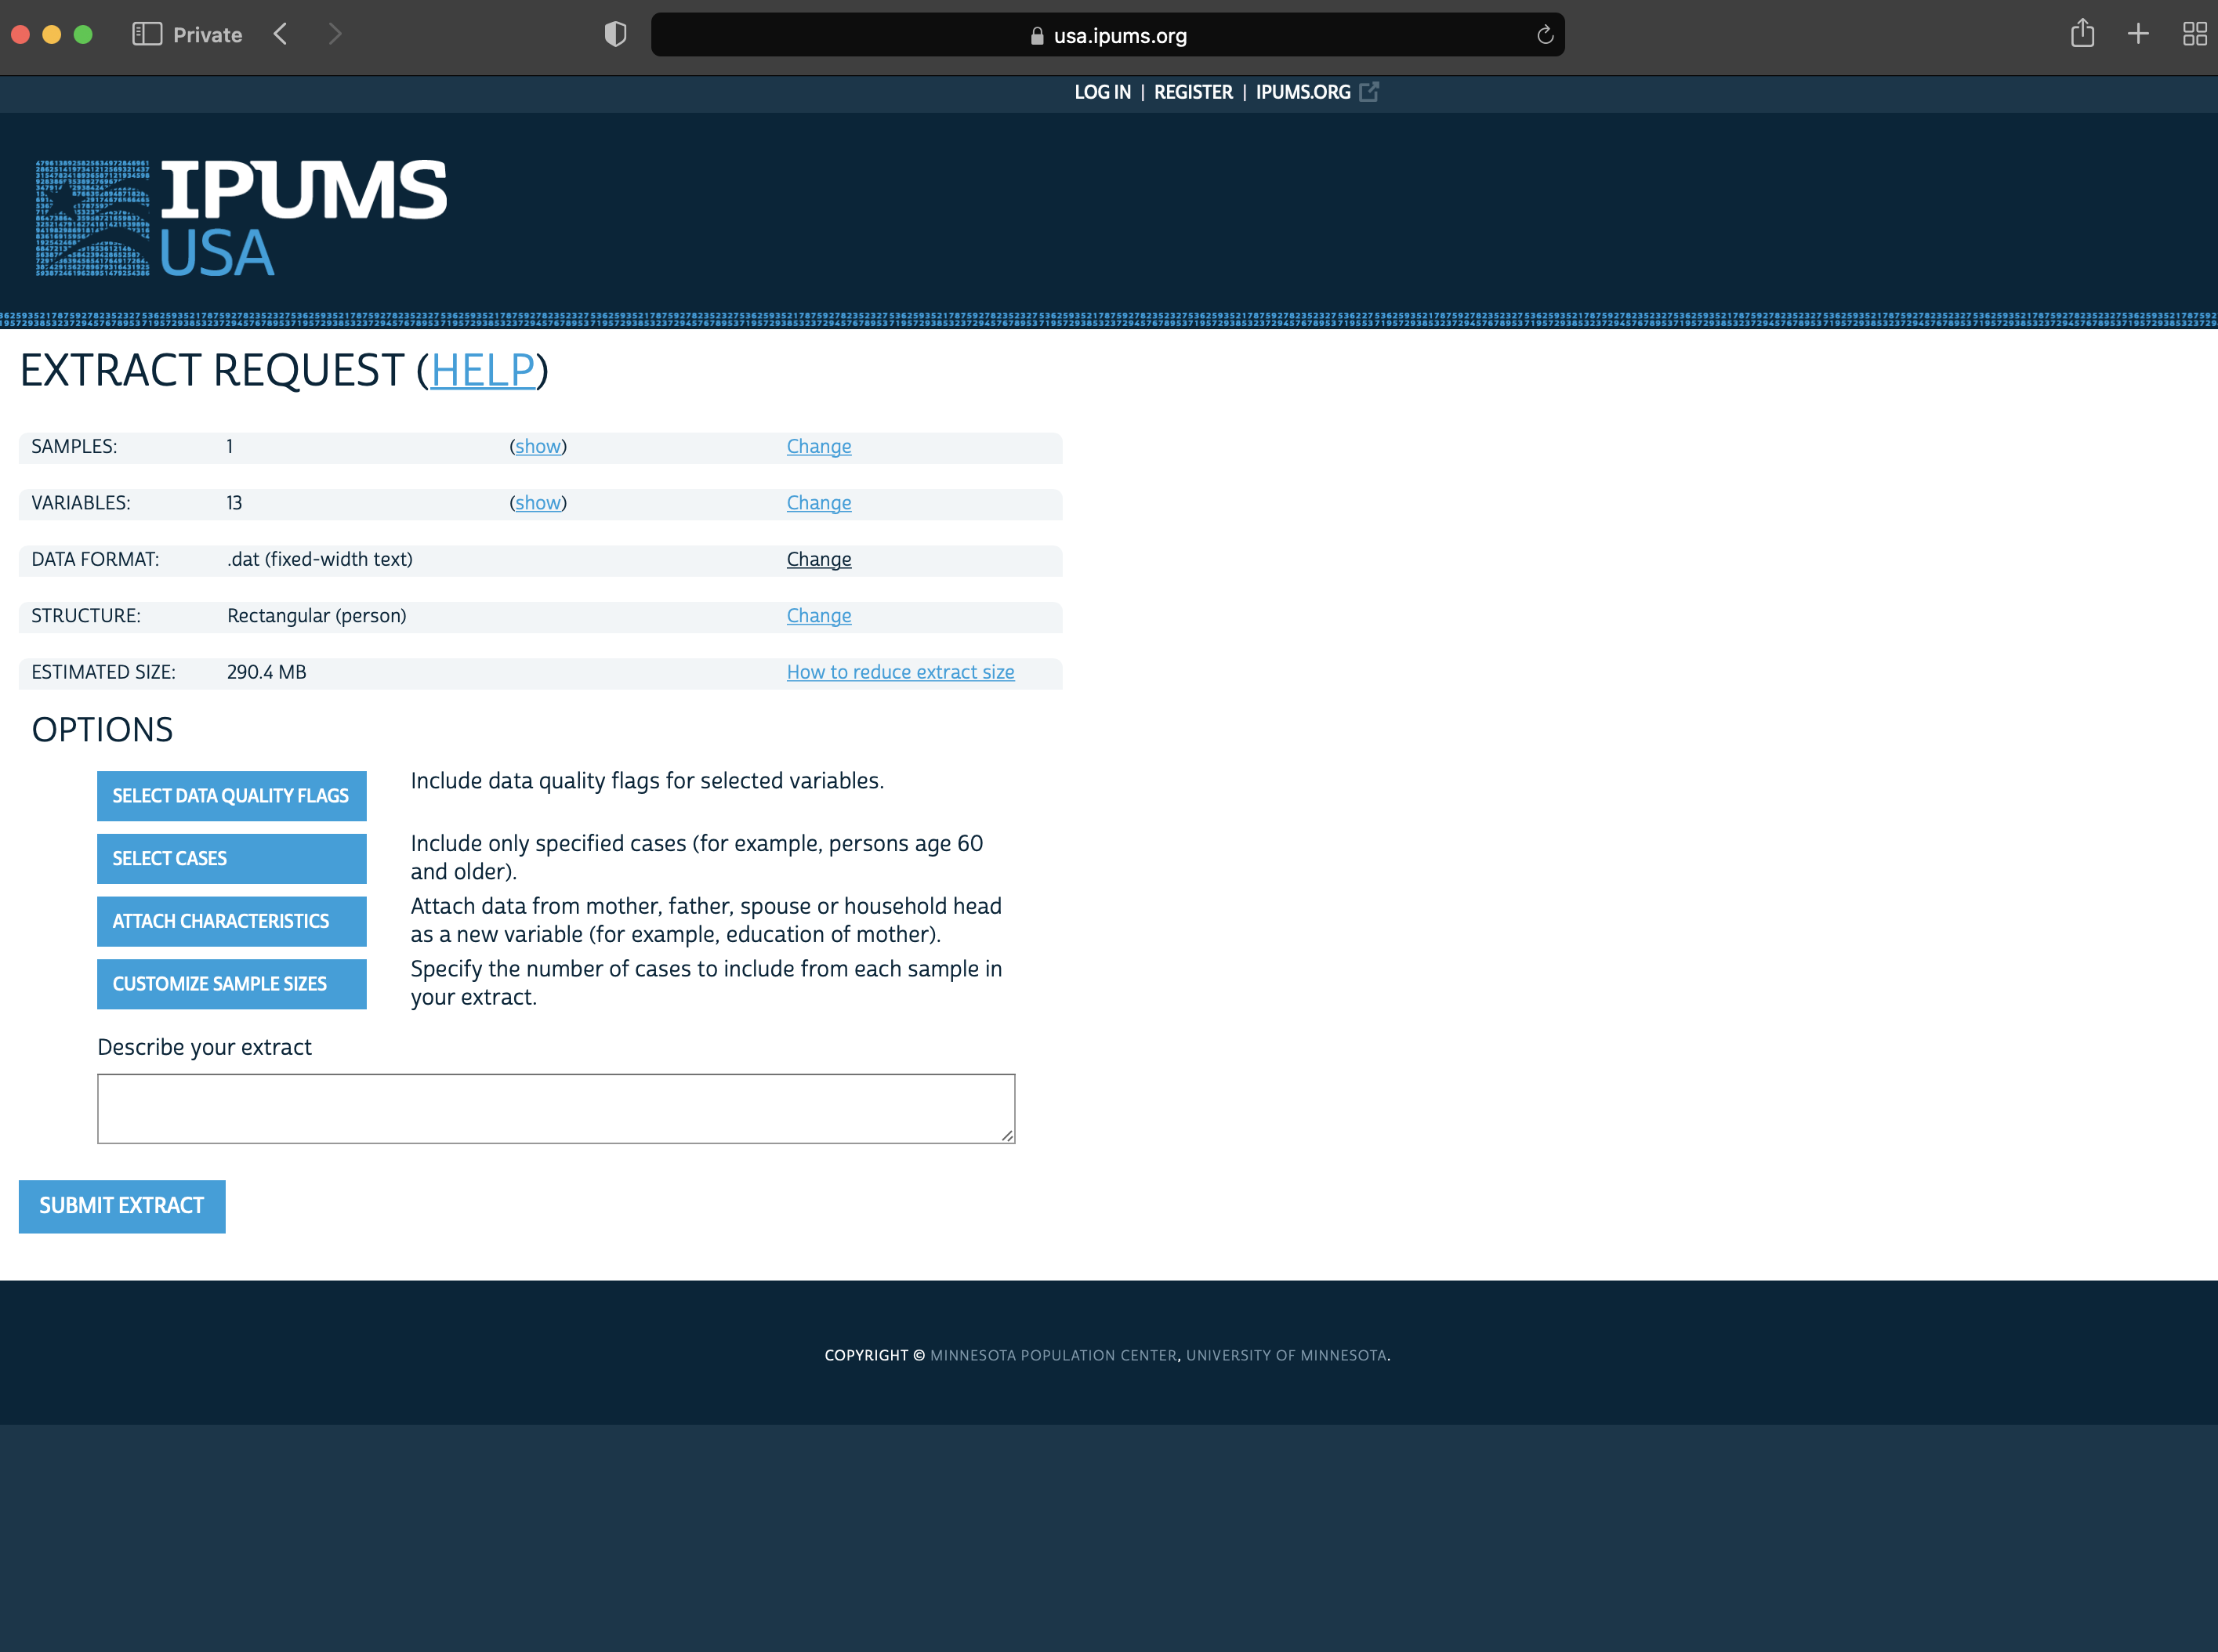 Private
usa.ipums.org
LOG IN | REGISTER | IPUMS.ORG
IPUMS
USA
EXTRACT REQUEST (HELP)
SAMPLES: 1 (show) Change
VARIABLES: 13 (show) Change
DATA FORMAT: .dat (fixed-width text) Change
STRUCTURE: Rectangular (person) Change
ESTIMATED SIZE: 290.4 MB How to reduce extract size
OPTIONS
SELECT DATA QUALITY FLAGS Include data quality flags for selected variables.
SELECT CASES Include only specified cases (for example, persons age 60
and older).
ATTACH CHARACTERISTICS Attach data from mother, father, spouse or household head
as a new variable (for example, education of mother).
CUSTOMIZE SAMPLE SIZES Specify the number of cases to include from each sample in
your extract.
Describe your extract
SUBMIT EXTRACT
COPYRIGHT © MINNESOTA POPULATION CENTER, UNIVERSITY OF MINNESOTA.